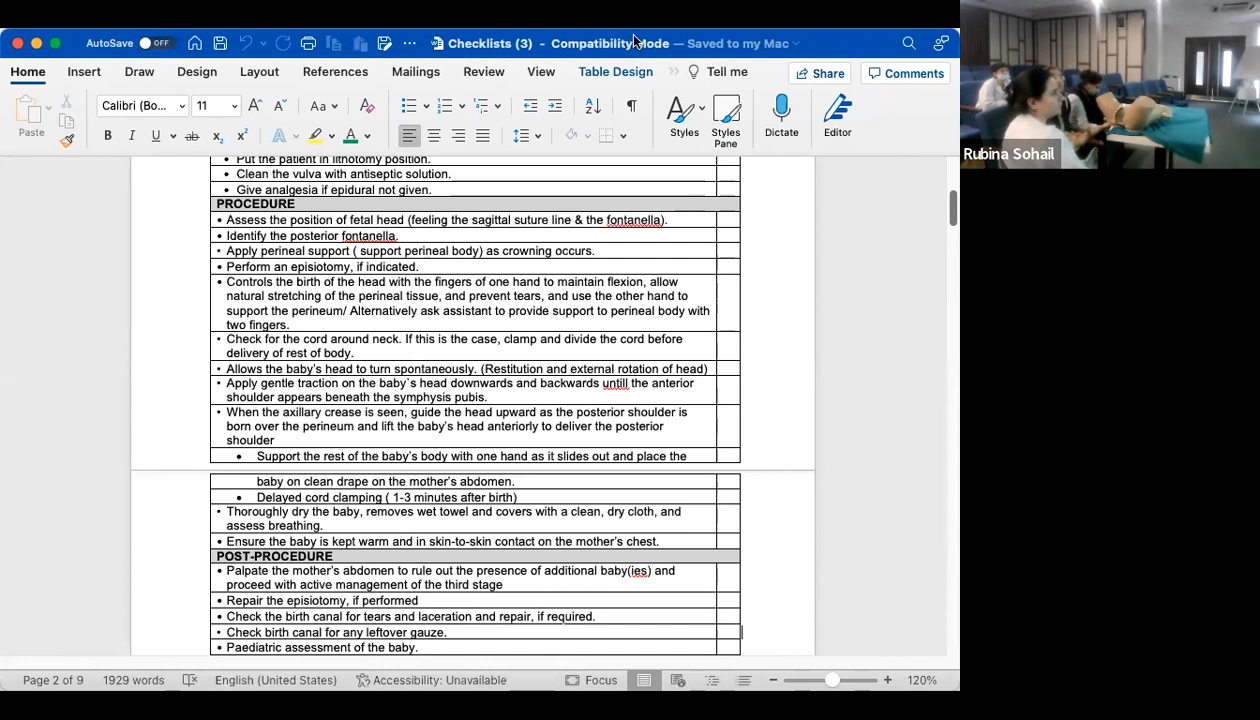 AutoSave OFF Checklists (3) - Compatibility Mode — Saved to my Mac
Home Insert Draw Design Layout References Mailings Review View Table Design Tell me Share Comments
Paste Calibri (Bo... 11 Aa Styles Styles Pane Dictate Editor
• Put the patient in lithotomy position.
• Clean the vulva with antiseptic solution.
• Give analgesia if epidural not given.
PROCEDURE
• Assess the position of fetal head (feeling the sagittal suture line & the fontanella).
• Identify the posterior fontanella.
• Apply perineal support ( support perineal body) as crowning occurs.
• Perform an episiotomy, if indicated.
• Controls the birth of the head with the fingers of one hand to maintain flexion, allow
natural stretching of the perineal tissue, and prevent tears, and use the other hand to
support the perineum/ Alternatively ask assistant to provide support to perineal body with
two fingers.
• Check for the cord around neck. If this is the case, clamp and divide the cord before
delivery of rest of body.
• Allows the baby's head to turn spontaneously. (Restitution and external rotation of head)
• Apply gentle traction on the baby`s head downwards and backwards untill the anterior
shoulder appears beneath the symphysis pubis.
• When the axillary crease is seen, guide the head upward as the posterior shoulder is
born over the perineum and lift the baby's head anteriorly to deliver the posterior
shoulder
• Support the rest of the baby's body with one hand as it slides out and place the
baby on clean drape on the mother's abdomen.
• Delayed cord clamping ( 1-3 minutes after birth)
• Thoroughly dry the baby, removes wet towel and covers with a clean, dry cloth, and
assess breathing.
• Ensure the baby is kept warm and in skin-to-skin contact on the mother's chest.
POST-PROCEDURE
• Palpate the mother's abdomen to rule out the presence of additional baby(ies) and
proceed with active management of the third stage
• Repair the episiotomy, if performed
• Check the birth canal for tears and laceration and repair, if required.
• Check birth canal for any leftover gauze.
• Paediatric assessment of the baby.
Page 2 of 9 1929 words English (United States) Accessibility: Unavailable Focus 120%
Rubina Sohail